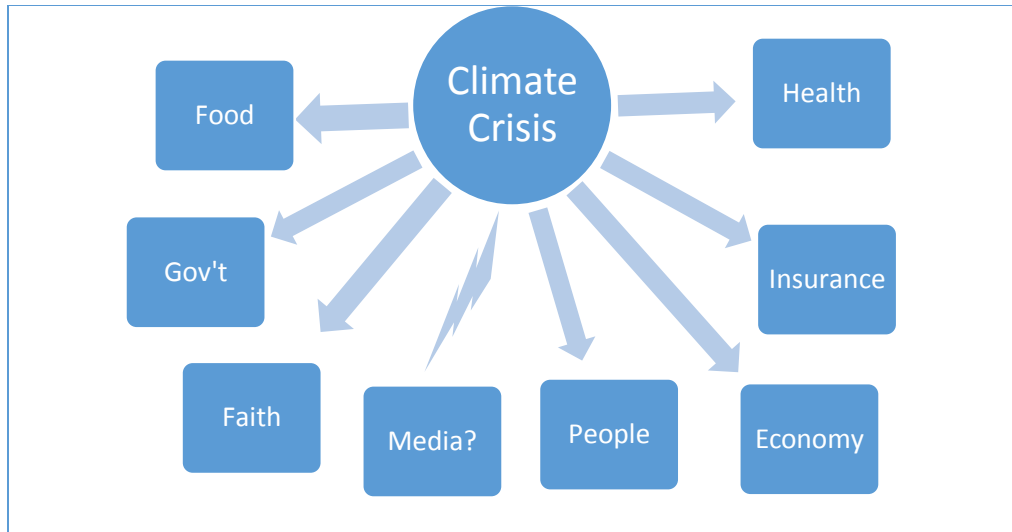 Climate
Crisis
Food
Health
Gov't
Insurance
Faith
Media?
People
Economy